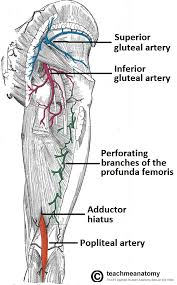 Superior
gluteal artery
Inferior
gluteal artery
Perforating
branches of the
profunda femoris
Adductor
hiatus
Popliteal artery
teachmeanatomy